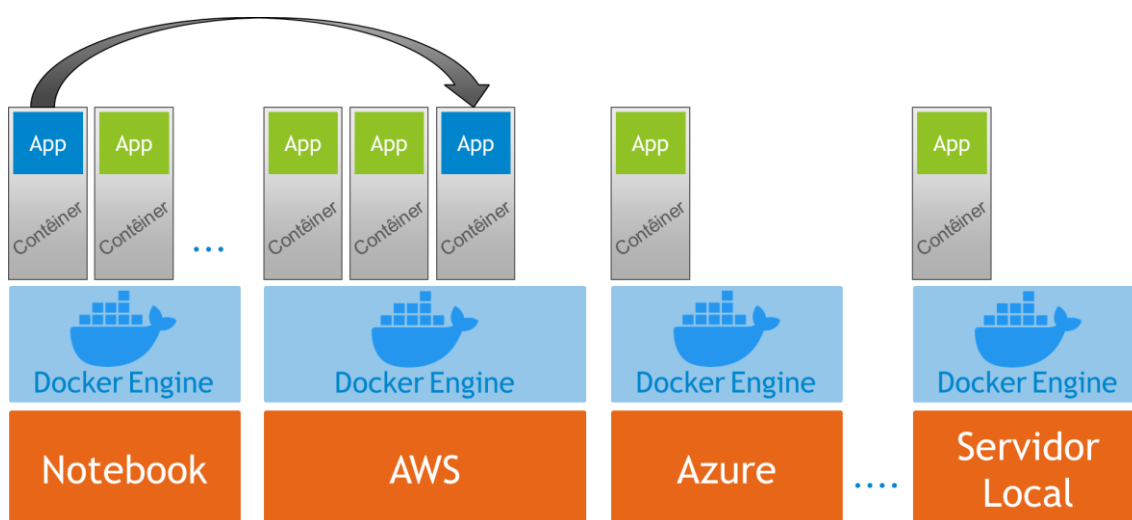 App
App
App
App
App
App
App
Contêiner
Contêiner
...
Contêiner
Contêiner
Contêiner
Contêiner
Contêiner
Docker Engine
Docker Engine
Docker Engine
Docker Engine
Notebook
AWS
Azure
....
Servidor
Local